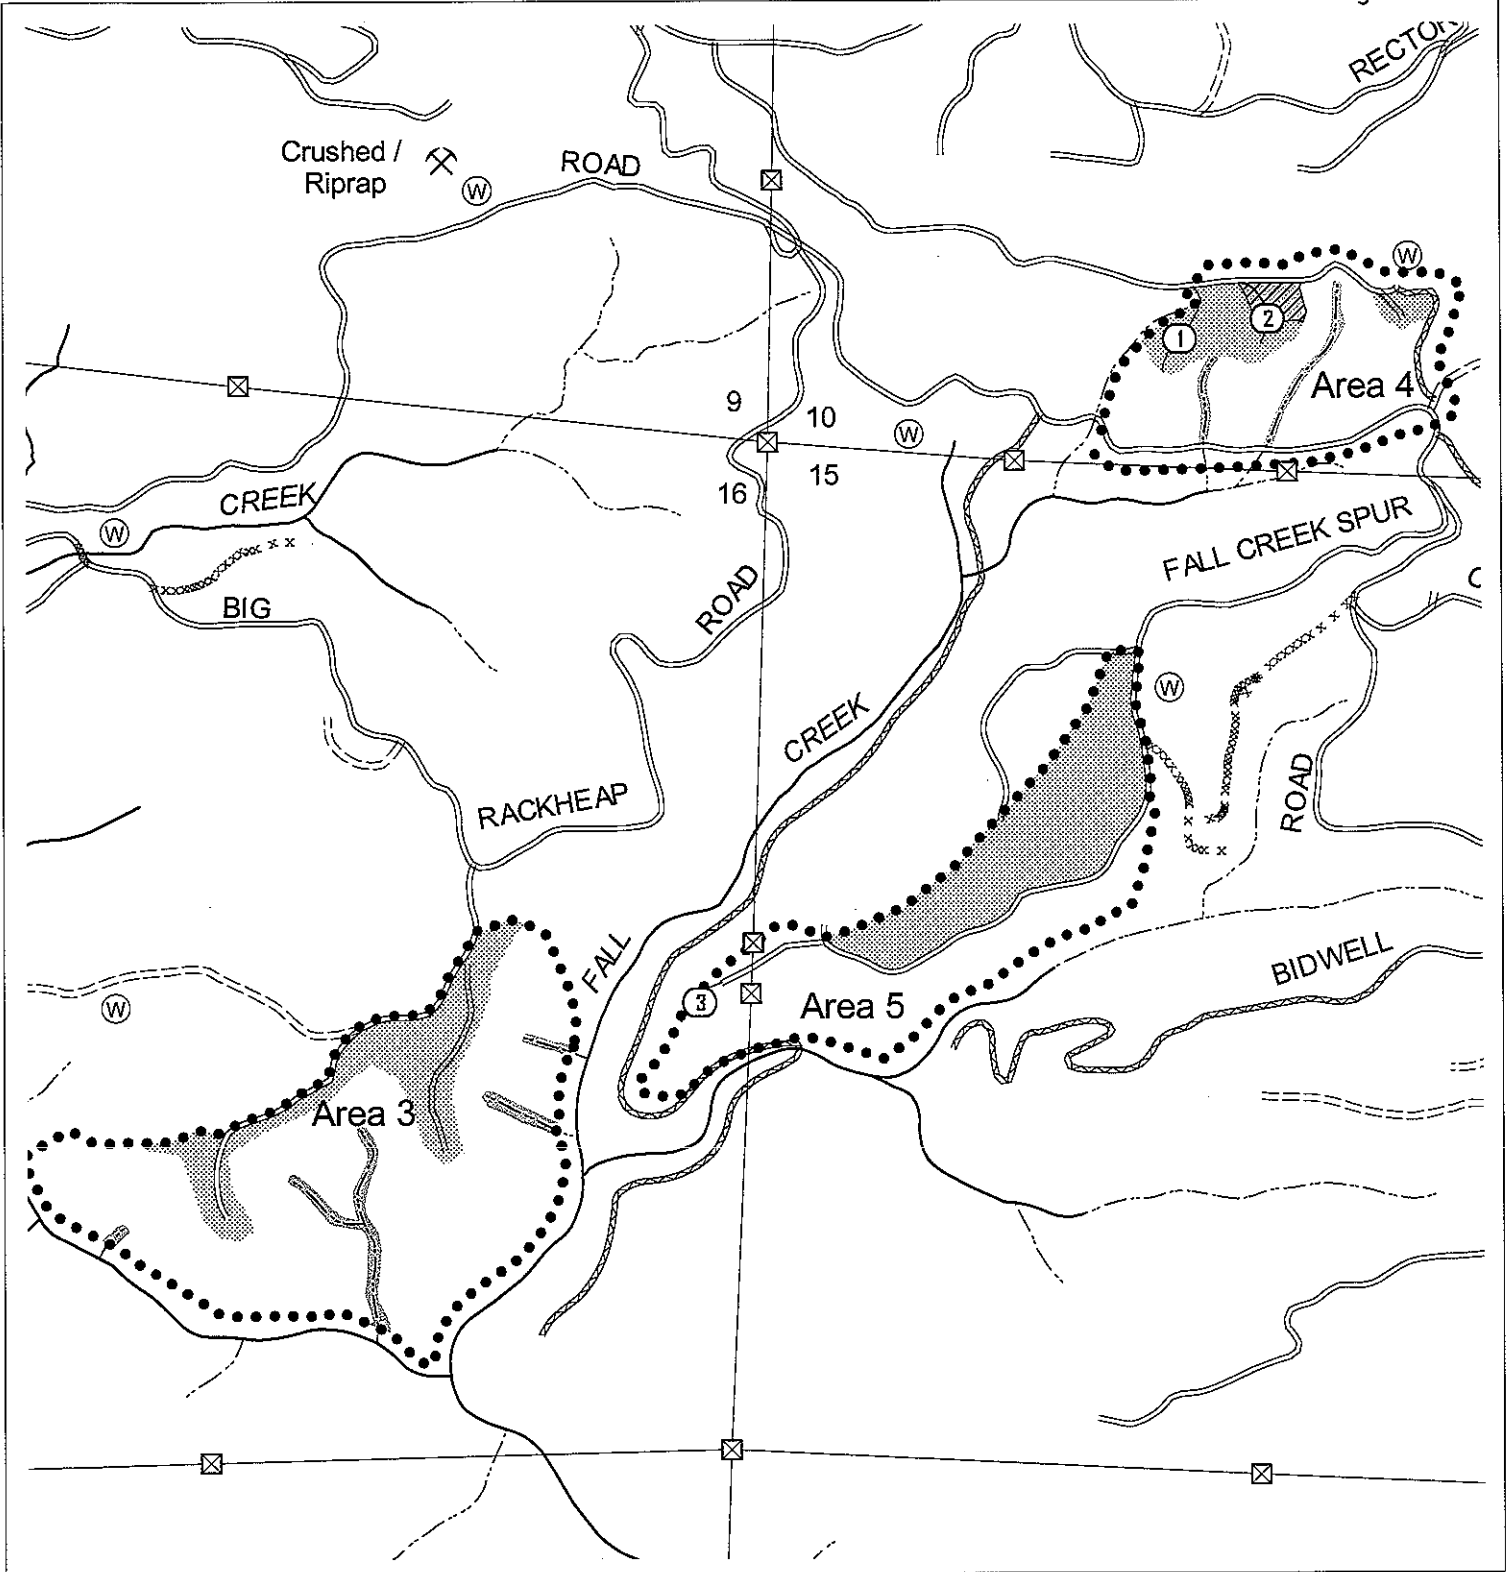 RECTOR
Crushed /
Riprap
W
ROAD
W
1
2
Area 4
9
10
W
15
16
CREEK
W
FALL CREEK SPUR
BIG
ROAD
W
CREEK
ROAD
RACKHEAP
FALL
BIDWELL
3
Area 5
W
Area 3